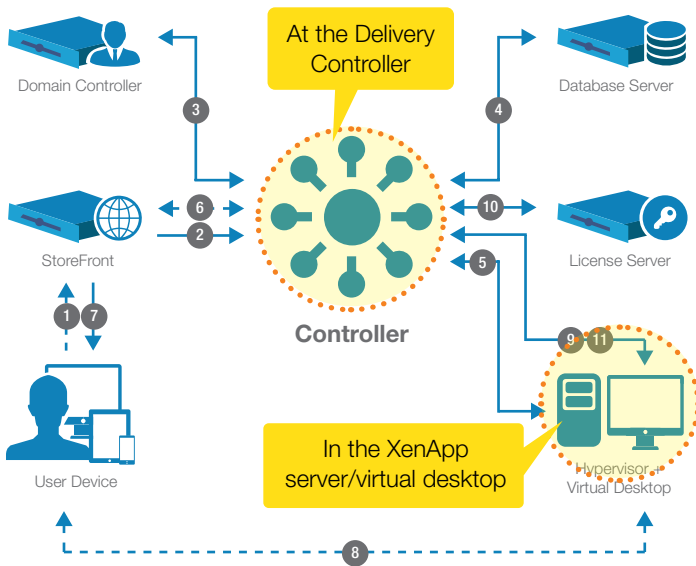 At the Delivery
Controller
Domain Controller
Database Server
3
4
6
2
10
StoreFront
License Server
5
1
7
Controller
9
11
In the XenApp
server/virtual desktop
User Device
Hypervisor +
Virtual Desktop
8